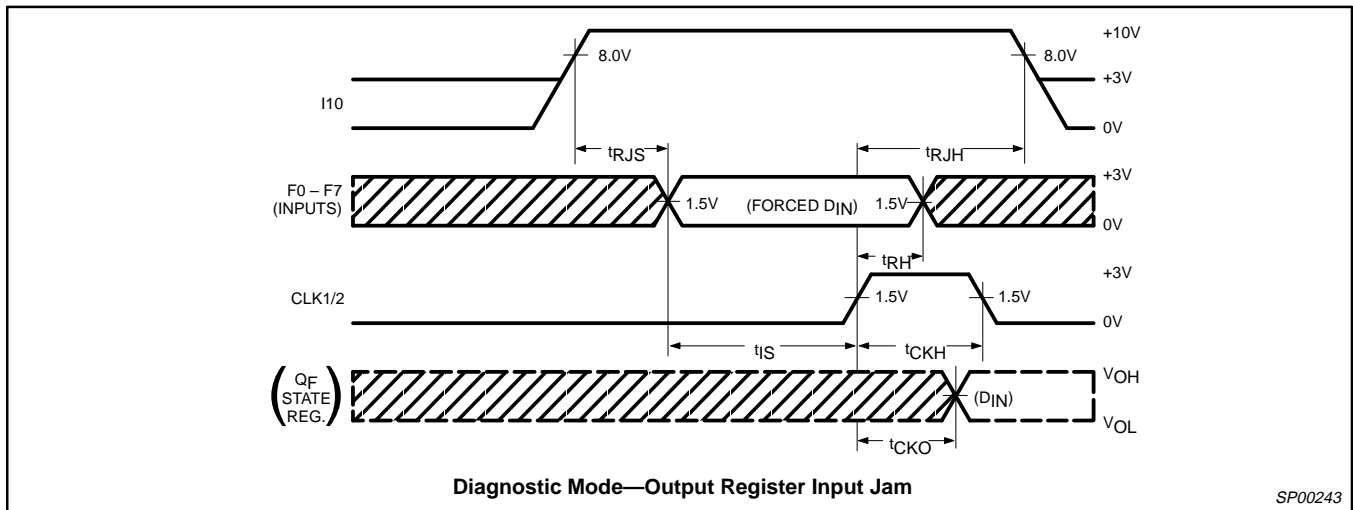 +10V
8.0V
8.0V
+3V
I10
0V
tRJS
tRJH
+3V
F0 – F7
(INPUTS)
1.5V
(FORCED DIN)
1.5V
0V
tRH
+3V
CLK1/2
1.5V
1.5V
0V
tIS
tCKH
VOH
QF
STATE
REG.
(DIN)
VOL
tCKO
Diagnostic Mode—Output Register Input Jam
SP00243